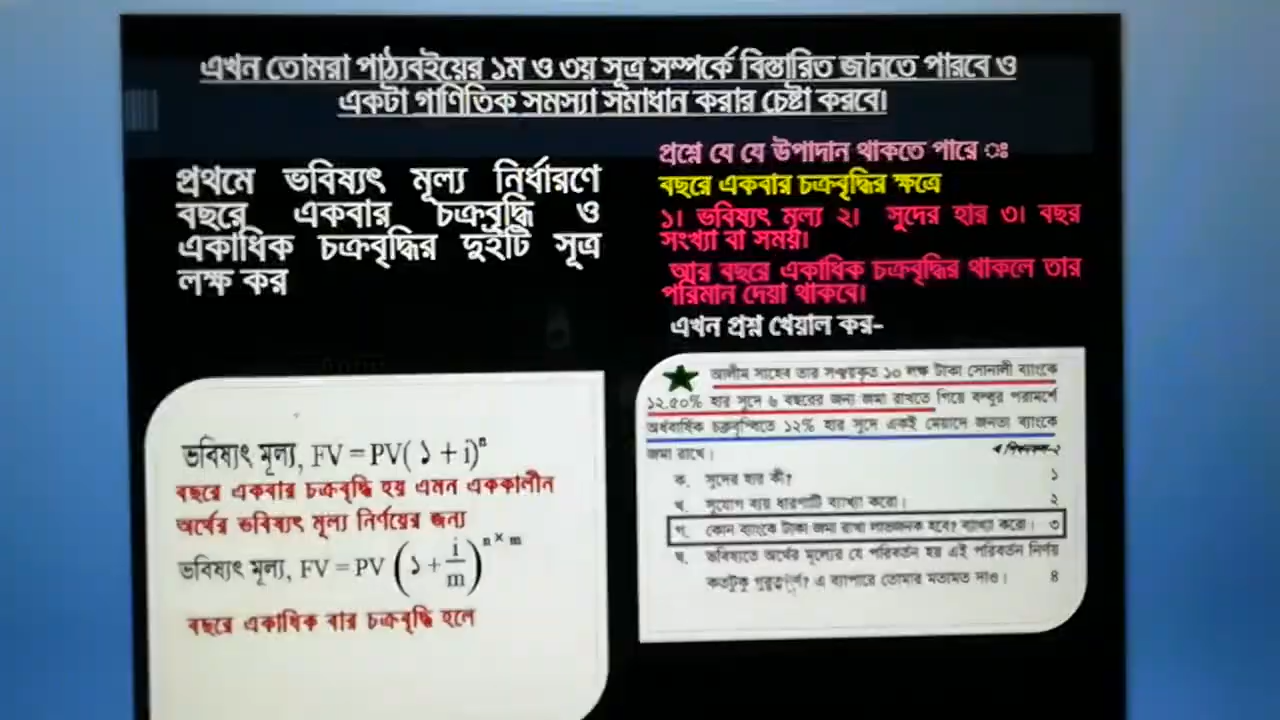 এখন তোমরা পাঠ্যবইয়ের ১ম ও ৩য় সূত্র সম্পর্কে বিস্তারিত জানতে পারবে ও
একটা গাণিতিক সমস্যা সমাধান করার চেষ্টা করবে।
প্রথমে ভবিষ্যৎ মূল্য নির্ধারণে
বছরে একবার চক্রবৃদ্ধি ও
একাধিক চক্রবৃদ্ধির দুইটি সূত্র
লক্ষ কর
ভবিষ্যৎ মূল্য, FV = PV(১ + i)ⁿ
বছরে একবার চক্রবৃদ্ধি হয় এমন এককালীন
অর্থের ভবিষ্যৎ মূল্য নির্ণয়ের জন্য
ভবিষ্যৎ মূল্য, FV = PV (১ + i/m)ⁿ ˣ ᵐ
বছরে একাধিক বার চক্রবৃদ্ধি হলে
প্রশ্নে যে যে উপাদান থাকতে পারে ঃ
বছরে একবার চক্রবৃদ্ধির ক্ষত্রে
১। ভবিষ্যৎ মূল্য ২। সুদের হার ৩। বছর
সংখ্যা বা সময়।
আর বছরে একাধিক চক্রবৃদ্ধির থাকলে তার
পরিমান দেয়া থাকবে।
এখন প্রশ্ন খেয়াল কর-
আলীম সাহেব তার সঞ্চয়কৃত ১০ লক্ষ টাকা সোনালী ব্যাংকে
১২.৫০% হার সুদে ৬ বছরের জন্য জমা রাখতে গিয়ে বন্ধুর পরামর্শে
অর্ধবার্ষিক চক্রবৃদ্ধিতে ১২% হার সুদে একই মেয়াদে জনতা ব্যাংকে
জমা রাখে।
ক. সুদের হার কী? ১
খ. সুযোগ ব্যয় ধারণাটি ব্যাখ্যা করো। ২
গ. কোন ব্যাংকে টাকা জমা রাখা লাভজনক হবে? ব্যাখ্যা করো। ৩
ঘ. ভবিষ্যতে অর্থের মূল্যের যে পরিবর্তন হয় এই পরিবর্তন নির্ণয়
কতটুকু গুরুত্বপূর্ণ? এ ব্যাপারে তোমার মতামত দাও। ৪